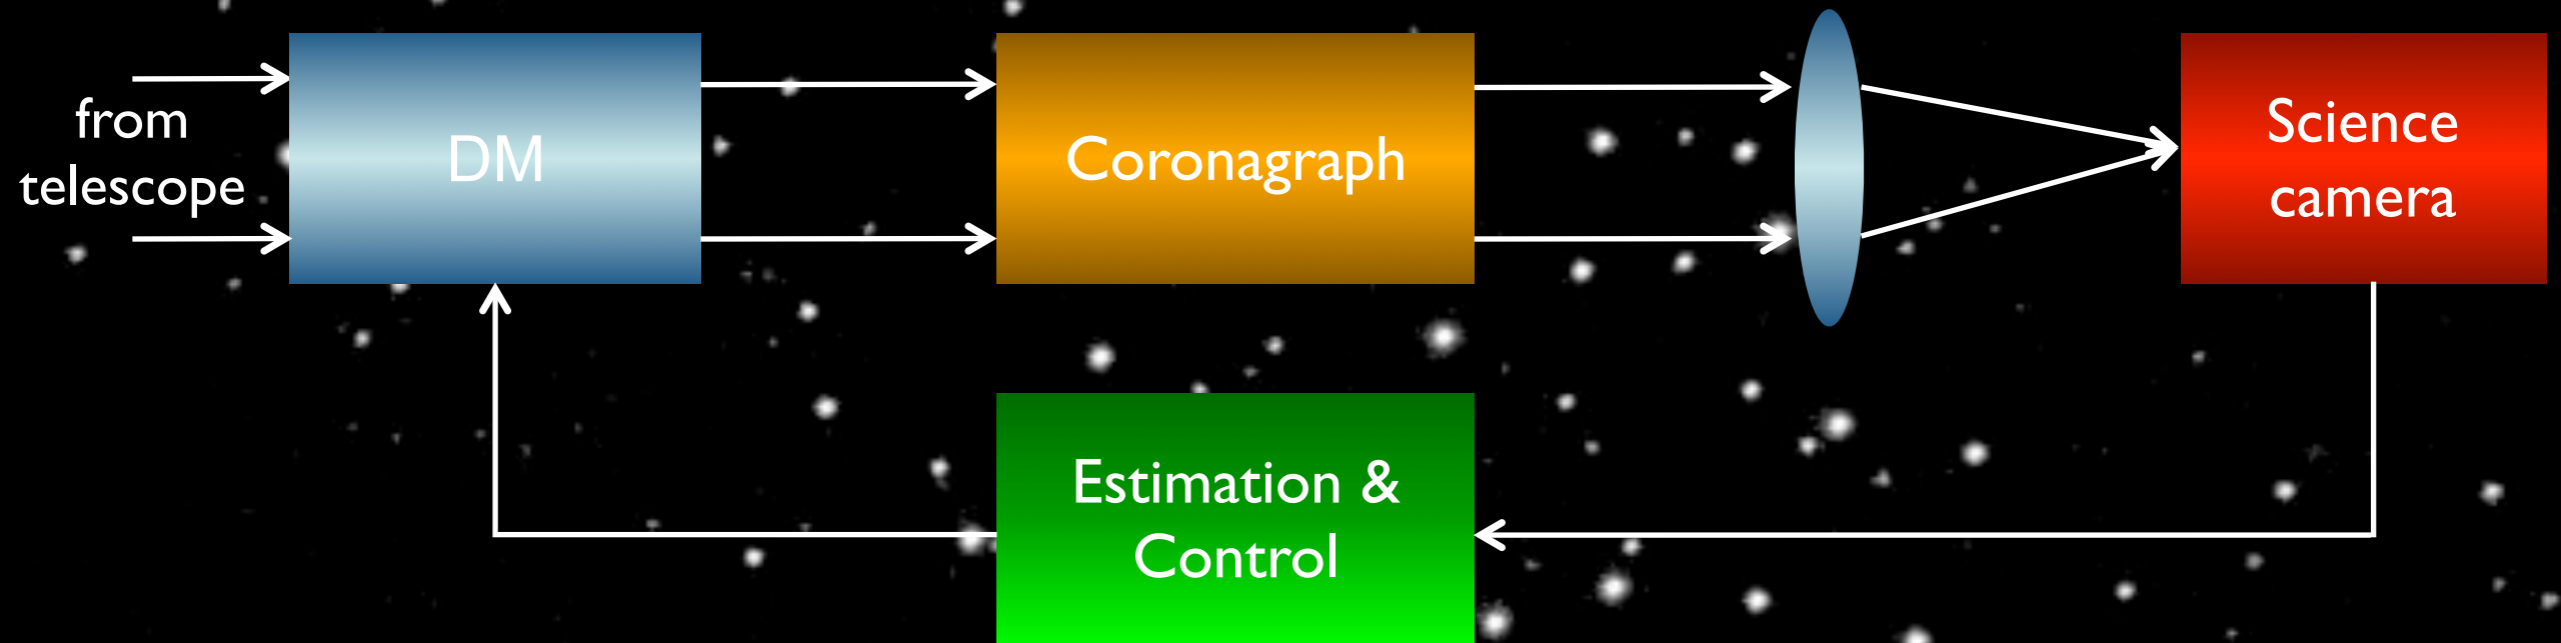 from
telescope
DM
Coronagraph
Science
camera
Estimation &
Control